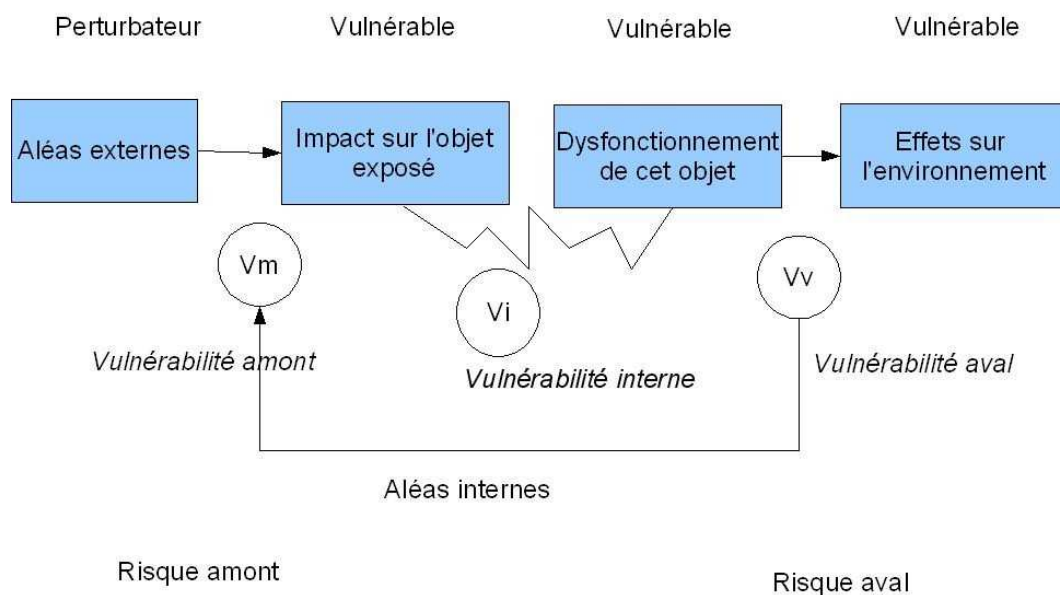 Perturbateur
Vulnérable
Vulnérable
Vulnérable
Aléas externes
Impact sur l'objet
exposé
Dysfonctionnement
de cet objet
Effets sur
l'environnement
Vm
Vi
Vv
Vulnérabilité amont
Vulnérabilité interne
Vulnérabilité aval
Aléas internes
Risque amont
Risque aval